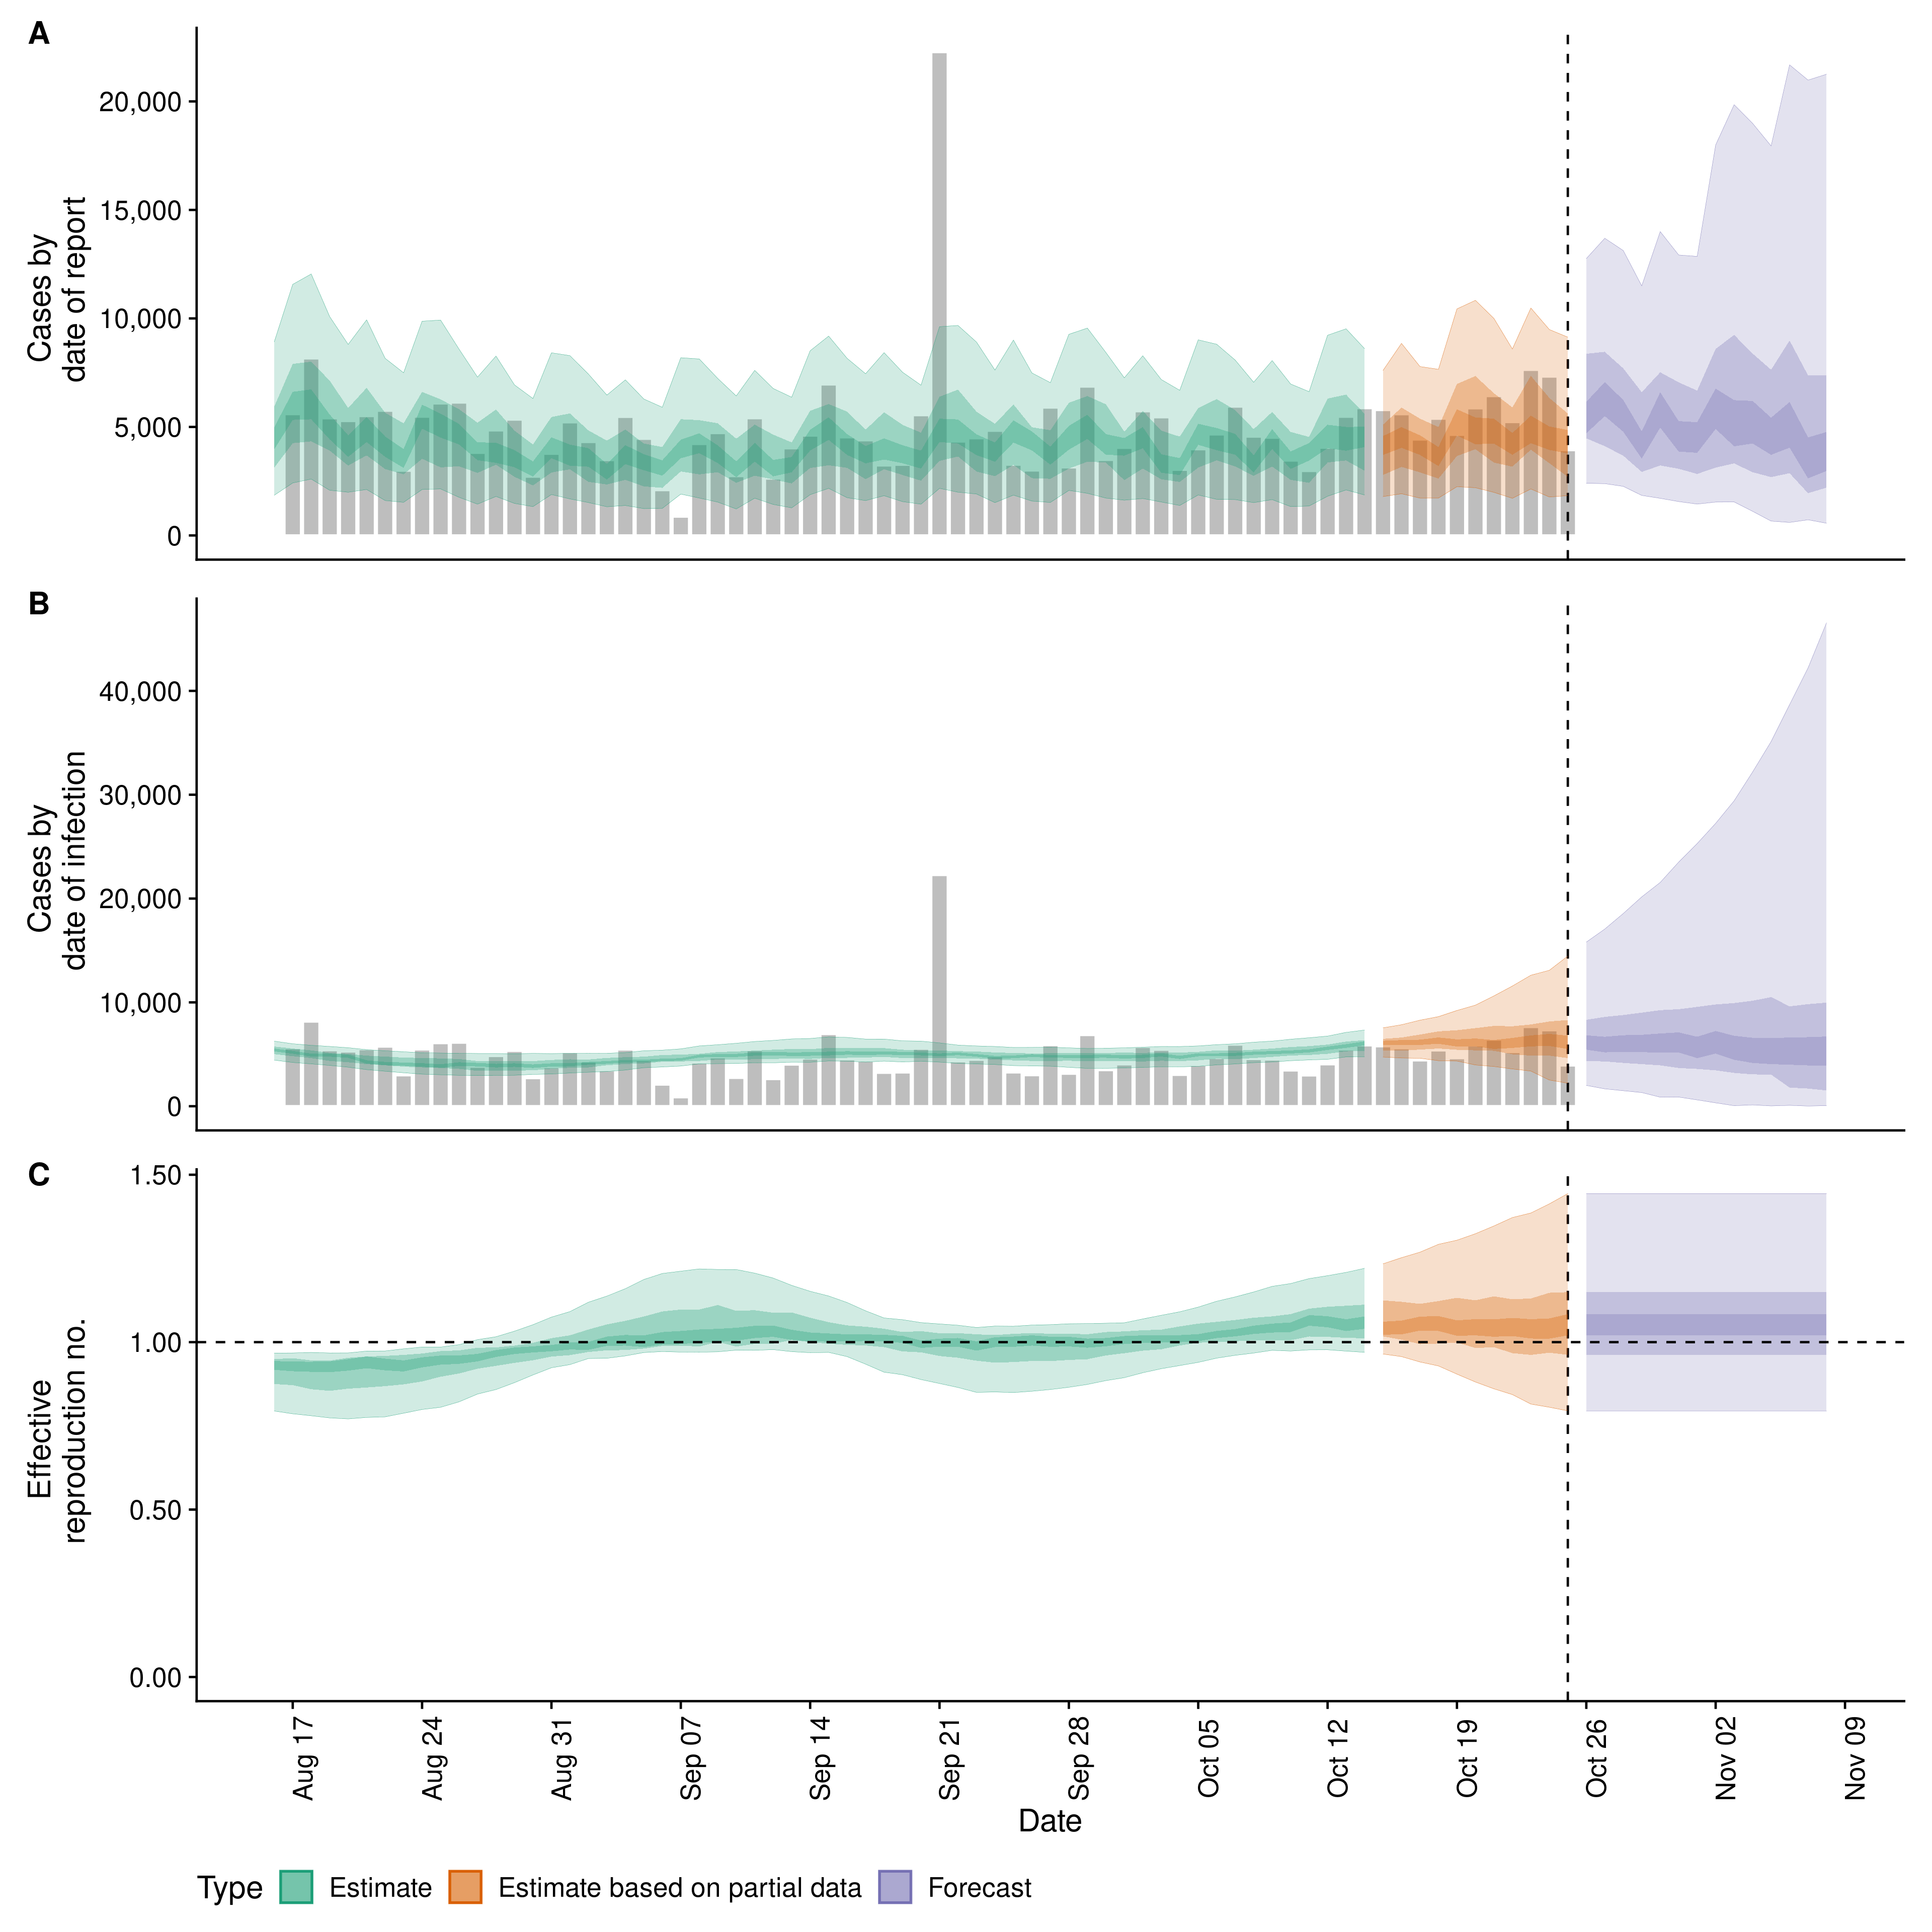 A
Cases by
date of report
20,000
15,000
10,000
5,000
0
B
Cases by
date of infection
40,000
30,000
20,000
10,000
0
C
Effective
reproduction no.
1.50
1.00
0.50
0.00
Aug 17
Aug 24
Aug 31
Sep 07
Sep 14
Sep 21
Sep 28
Oct 05
Oct 12
Oct 19
Oct 26
Nov 02
Nov 09
Date
Type Estimate Estimate based on partial data Forecast